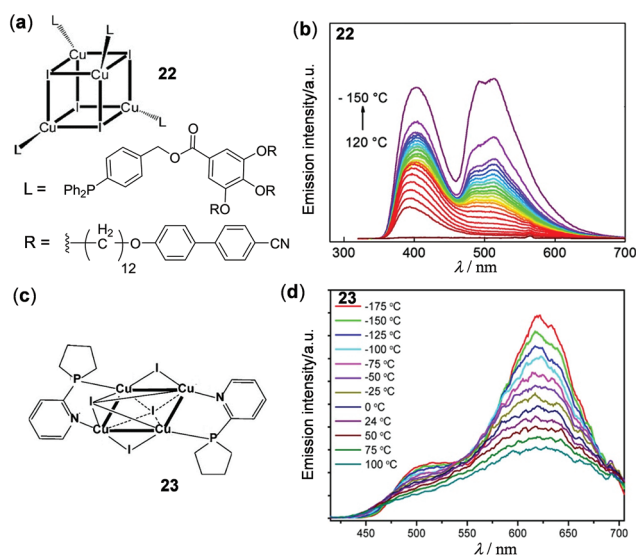 (a)
L
L
Cu
I
I
Cu
22
Cu
I
L
Cu
I
L
L =
Ph2P
O
O
OR
OR
RO
R =
(C)
H2
12
O
CN
(b)
22
Emission intensity/a.u.
- 150 °C
120 °C
280
400
500
600
700
λ / nm
(c)
P
I
Cu
Cu
N
I
I
N
Cu
Cu
I
P
23
(d)
23
Emission intensity/a.u.
-175 °C
-150 °C
-125 °C
-100 °C
-75 °C
-50 °C
-25 °C
0 °C
24 °C
50 °C
75 °C
100 °C
450
500
550
600
650
700
λ / nm